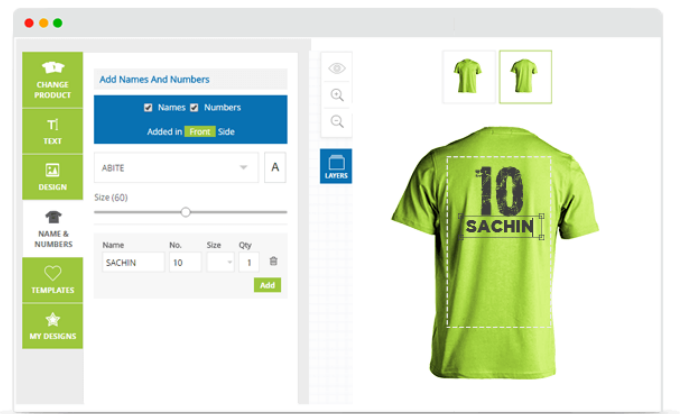 CHANGE
PRODUCT
T
TEXT
DESIGN
NAME &
NUMBERS
TEMPLATES
MY DESIGNS
Add Names And Numbers
Names Numbers
Added in Front Side
ABITE
A
Size (60)
Name No. Size Qty
SACHIN 10 1
Add
LAYERS
10
SACHIN